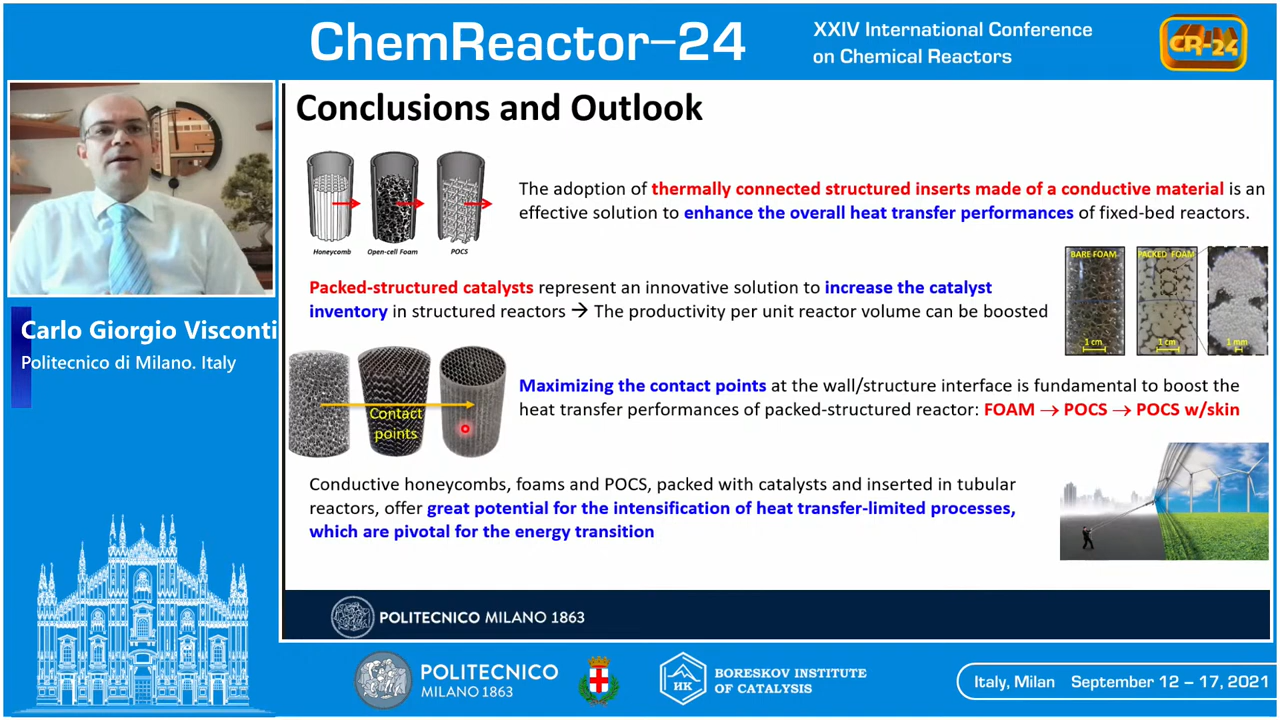 ChemReactor–24
XXIV International Conference
on Chemical Reactors
CR-24
Carlo Giorgio Visconti
Politecnico di Milano. Italy
Conclusions and Outlook
Honeycomb
Open-cell Foam
POCS
The adoption of thermally connected structured inserts made of a conductive material is an
effective solution to enhance the overall heat transfer performances of fixed-bed reactors.
Packed-structured catalysts represent an innovative solution to increase the catalyst
inventory in structured reactors → The productivity per unit reactor volume can be boosted
BARE FOAM
PACKED FOAM
1 cm
1 cm
1 mm
Contact
points
Maximizing the contact points at the wall/structure interface is fundamental to boost the
heat transfer performances of packed-structured reactor: FOAM → POCS → POCS w/skin
Conductive honeycombs, foams and POCS, packed with catalysts and inserted in tubular
reactors, offer great potential for the intensification of heat transfer-limited processes,
which are pivotal for the energy transition
POLITECNICO MILANO 1863
POLITECNICO
MILANO 1863
НК
BORESKOV INSTITUTE
OF CATALYSIS
Italy, Milan September 12 – 17, 2021